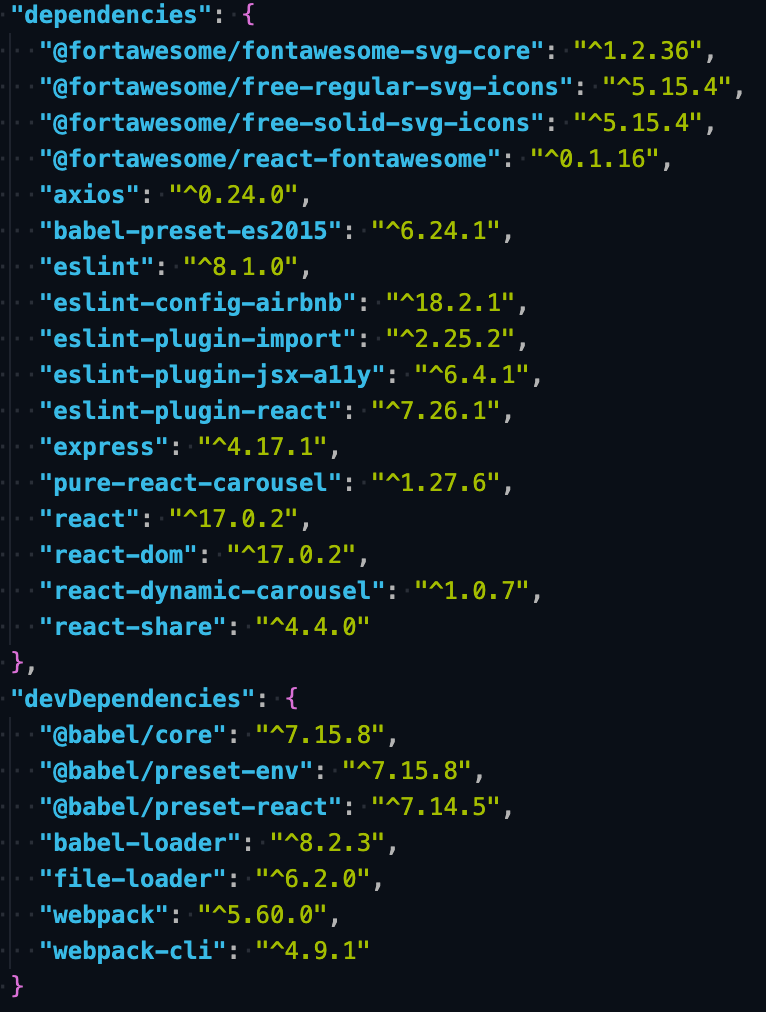 "dependencies": {
"@fortawesome/fontawesome-svg-core": "^1.2.36",
"@fortawesome/free-regular-svg-icons": "^5.15.4",
"@fortawesome/free-solid-svg-icons": "^5.15.4",
"@fortawesome/react-fontawesome": "^0.1.16",
"axios": "^0.24.0",
"babel-preset-es2015": "^6.24.1",
"eslint": "^8.1.0",
"eslint-config-airbnb": "^18.2.1",
"eslint-plugin-import": "^2.25.2",
"eslint-plugin-jsx-a11y": "^6.4.1",
"eslint-plugin-react": "^7.26.1",
"express": "^4.17.1",
"pure-react-carousel": "^1.27.6",
"react": "^17.0.2",
"react-dom": "^17.0.2",
"react-dynamic-carousel": "^1.0.7",
"react-share": "^4.4.0"
},
"devDependencies": {
"@babel/core": "^7.15.8",
"@babel/preset-env": "^7.15.8",
"@babel/preset-react": "^7.14.5",
"babel-loader": "^8.2.3",
"file-loader": "^6.2.0",
"webpack": "^5.60.0",
"webpack-cli": "^4.9.1"
}